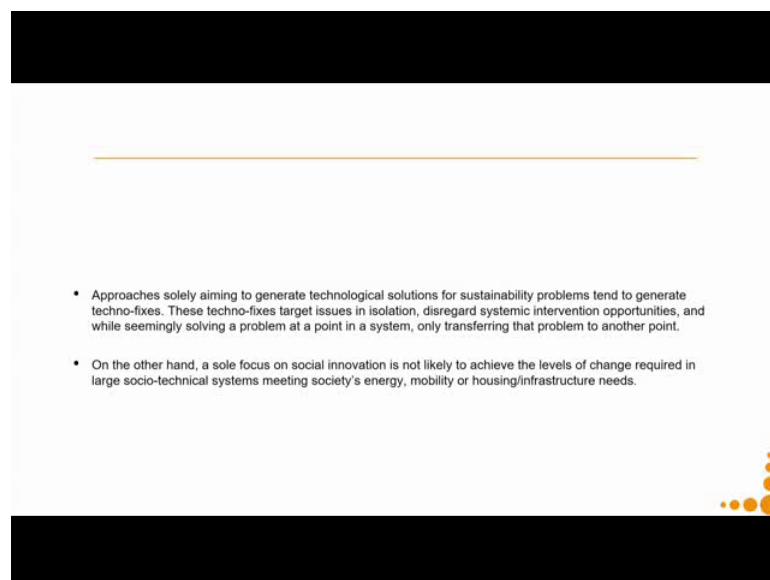 • Approaches solely aiming to generate technological solutions for sustainability problems tend to generate
techno-fixes. These techno-fixes target issues in isolation, disregard systemic intervention opportunities, and
while seemingly solving a problem at a point in a system, only transferring that problem to another point.
• On the other hand, a sole focus on social innovation is not likely to achieve the levels of change required in
large socio-technical systems meeting society's energy, mobility or housing/infrastructure needs.